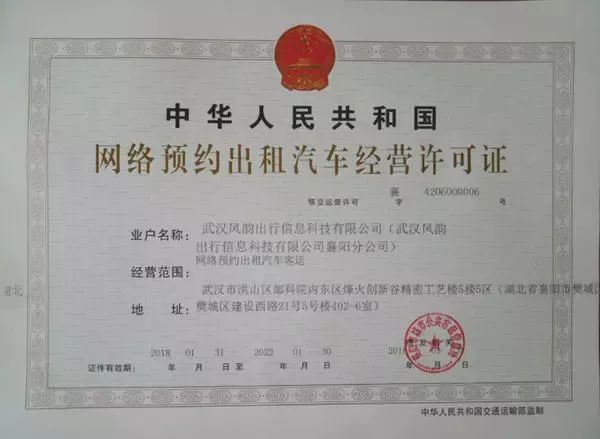 中华人民共和国
网络预约出租汽车经营许可证
襄 4206000006
鄂交运管许可 字 号
业户名称： 武汉风韵出行信息科技有限公司（武汉风韵
出行信息科技有限公司襄阳分公司）
经营范围： 网络预约出租汽车客运
武汉市洪山区邮科院内东区烽火创新谷精密工艺楼5楼5区（湖北省襄阳市樊城区
地 址： 樊城区建设西路21号5号楼402-6室）
2018 01 31 2022 01 30
证件有效期： 年 月 日至 年 月 日 年 月 日
中华人民共和国交通运输部监制